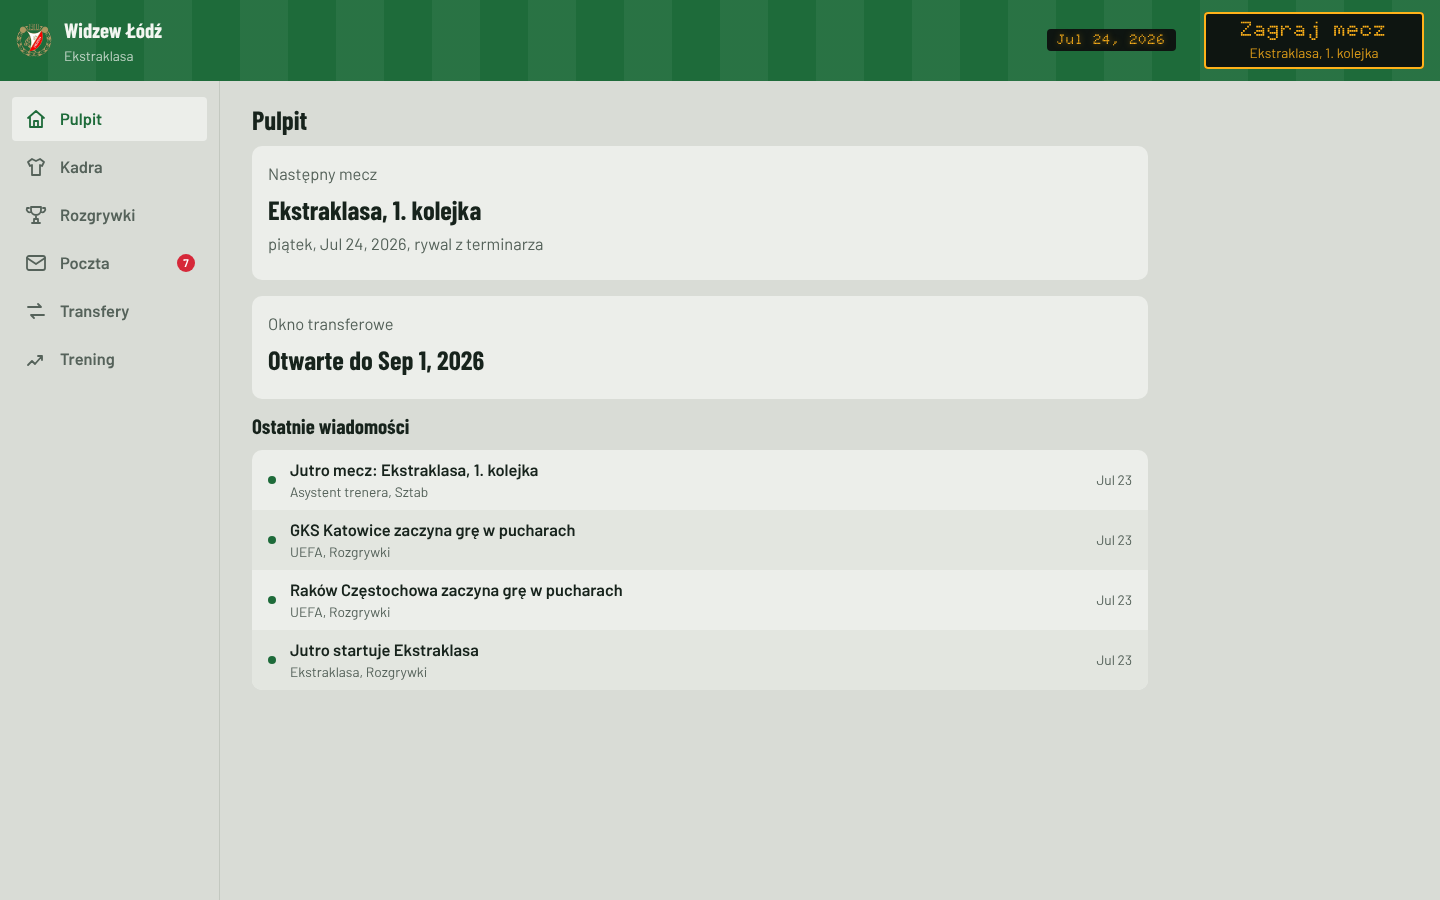 Widzew Łódź
Ekstraklasa
Jul 24, 2026
Zagraj mecz
Ekstraklasa, 1. kolejka
Pulpit
Kadra
Rozgrywki
Poczta
7
Transfery
Trening
Pulpit
Następny mecz
Ekstraklasa, 1. kolejka
piątek, Jul 24, 2026, rywal z terminarza
Okno transferowe
Otwarte do Sep 1, 2026
Ostatnie wiadomości
Jutro mecz: Ekstraklasa, 1. kolejka
Asystent trenera, Sztab
Jul 23
GKS Katowice zaczyna grę w pucharach
UEFA, Rozgrywki
Jul 23
Raków Częstochowa zaczyna grę w pucharach
UEFA, Rozgrywki
Jul 23
Jutro startuje Ekstraklasa
Ekstraklasa, Rozgrywki
Jul 23